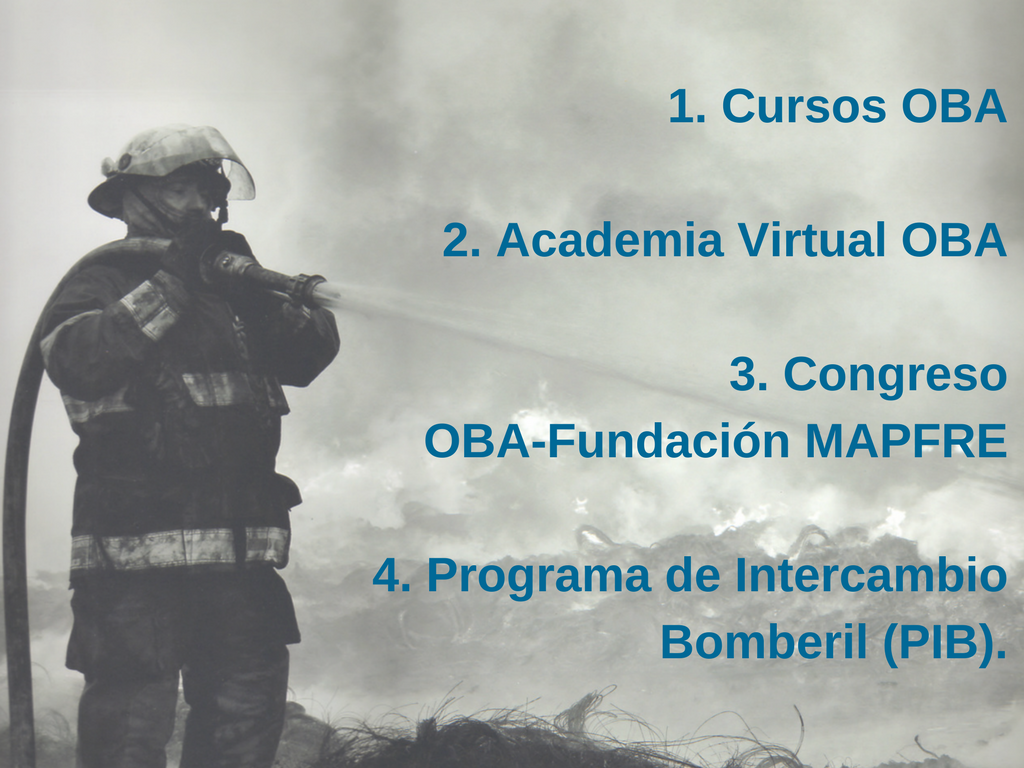 1. Cursos OBA
2. Academia Virtual OBA
3. Congreso
OBA-Fundación MAPFRE
4. Programa de Intercambio
Bomberil (PIB).